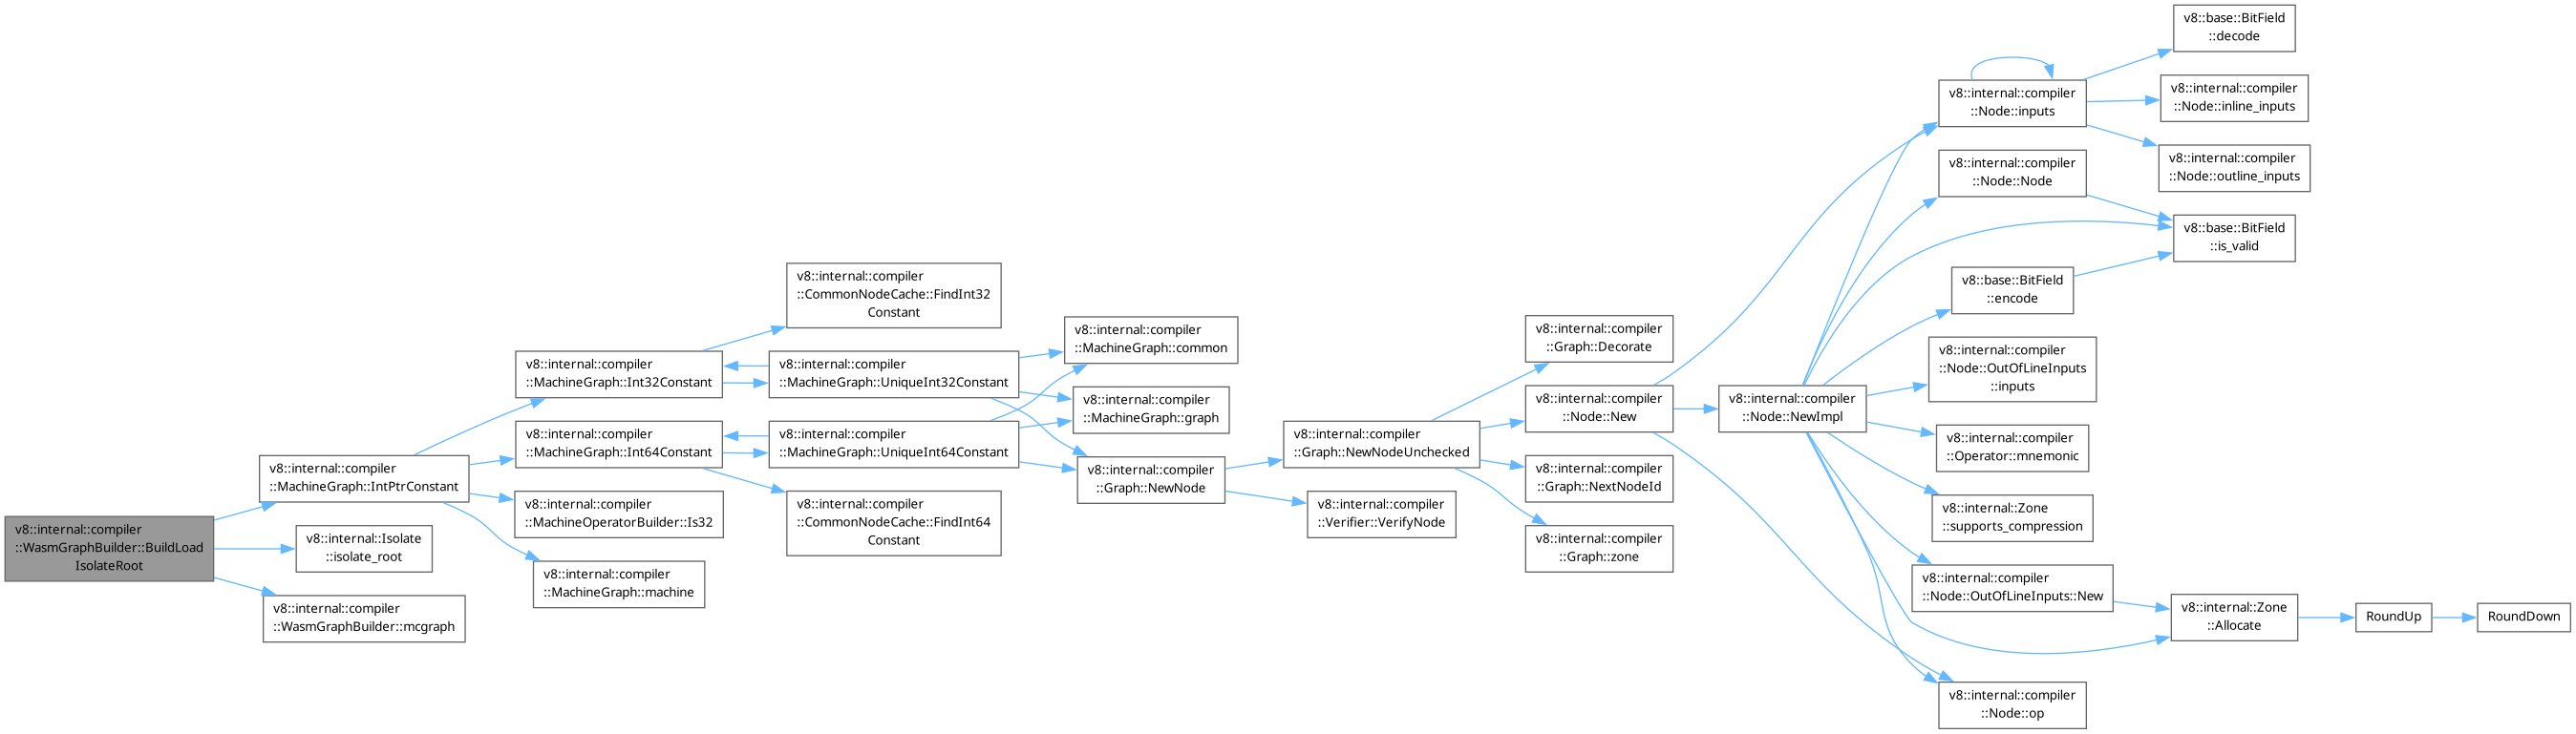 v8::internal::compiler
::WasmGraphBuilder::BuildLoad
IsolateRoot
v8::internal::compiler
::MachineGraph::IntPtrConstant
v8::internal::Isolate
::isolate_root
v8::internal::compiler
::WasmGraphBuilder::mcgraph
v8::internal::compiler
::MachineGraph::Int32Constant
v8::internal::compiler
::MachineGraph::Int64Constant
v8::internal::compiler
::MachineOperatorBuilder::Is32
v8::internal::compiler
::MachineGraph::machine
v8::internal::compiler
::CommonNodeCache::FindInt32
Constant
v8::internal::compiler
::MachineGraph::UniqueInt32Constant
v8::internal::compiler
::MachineGraph::UniqueInt64Constant
v8::internal::compiler
::CommonNodeCache::FindInt64
Constant
v8::internal::compiler
::MachineGraph::common
v8::internal::compiler
::MachineGraph::graph
v8::internal::compiler
::Graph::NewNode
v8::internal::compiler
::Graph::NewNodeUnchecked
v8::internal::compiler
::Verifier::VerifyNode
v8::internal::compiler
::Graph::Decorate
v8::internal::compiler
::Node::New
v8::internal::compiler
::Graph::NextNodeId
v8::internal::compiler
::Graph::zone
v8::internal::compiler
::Node::NewImpl
v8::internal::compiler
::Node::inputs
v8::internal::compiler
::Node::Node
v8::base::BitField
::encode
v8::internal::compiler
::Node::OutOfLineInputs
::inputs
v8::internal::compiler
::Operator::mnemonic
v8::internal::Zone
::supports_compression
v8::internal::compiler
::Node::OutOfLineInputs::New
v8::internal::compiler
::Node::op
v8::base::BitField
::decode
v8::internal::compiler
::Node::inline_inputs
v8::internal::compiler
::Node::outline_inputs
v8::base::BitField
::is_valid
v8::internal::Zone
::Allocate
RoundUp
RoundDown